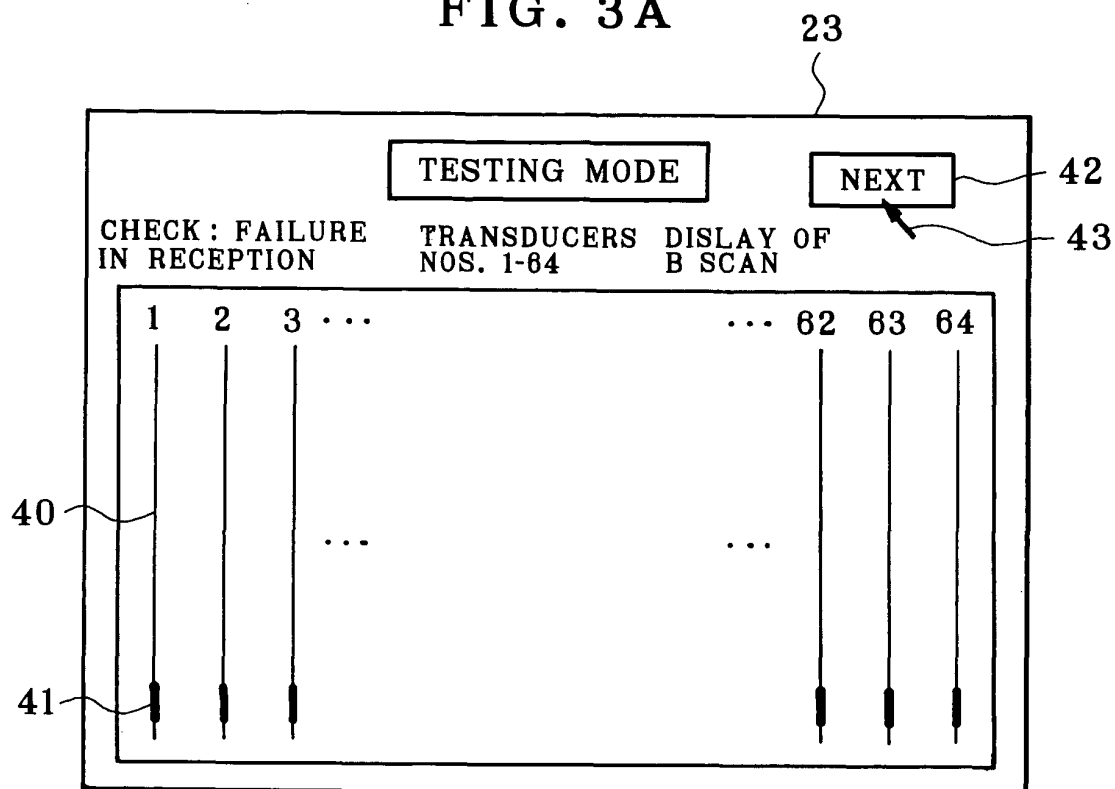 FIG. 3A
23
TESTING MODE
NEXT
42
43
CHECK: FAILURE IN RECEPTION
TRANSDUCERS NOS. 1-64
DISLAY OF B SCAN
1 2 3 ··· ··· 62 63 64
40
··· ···
41